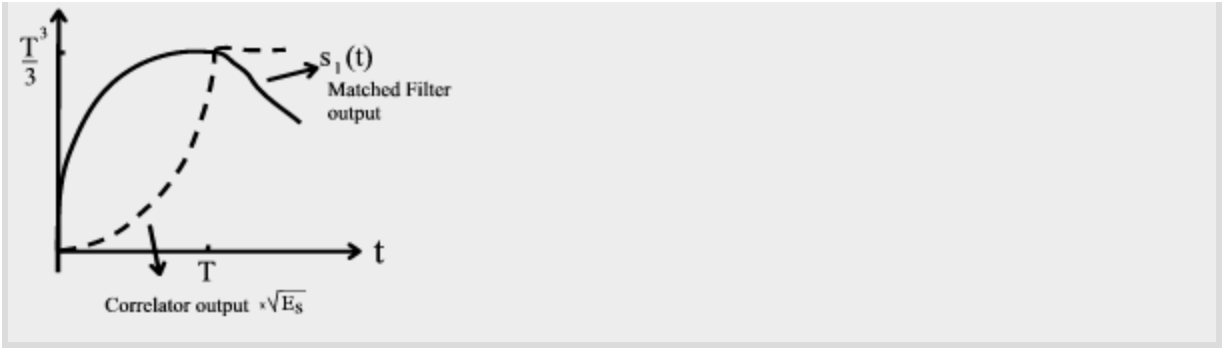 T³
3
s₁(t)
Matched Filter
output
t
T
Correlator output ×√Eₛ